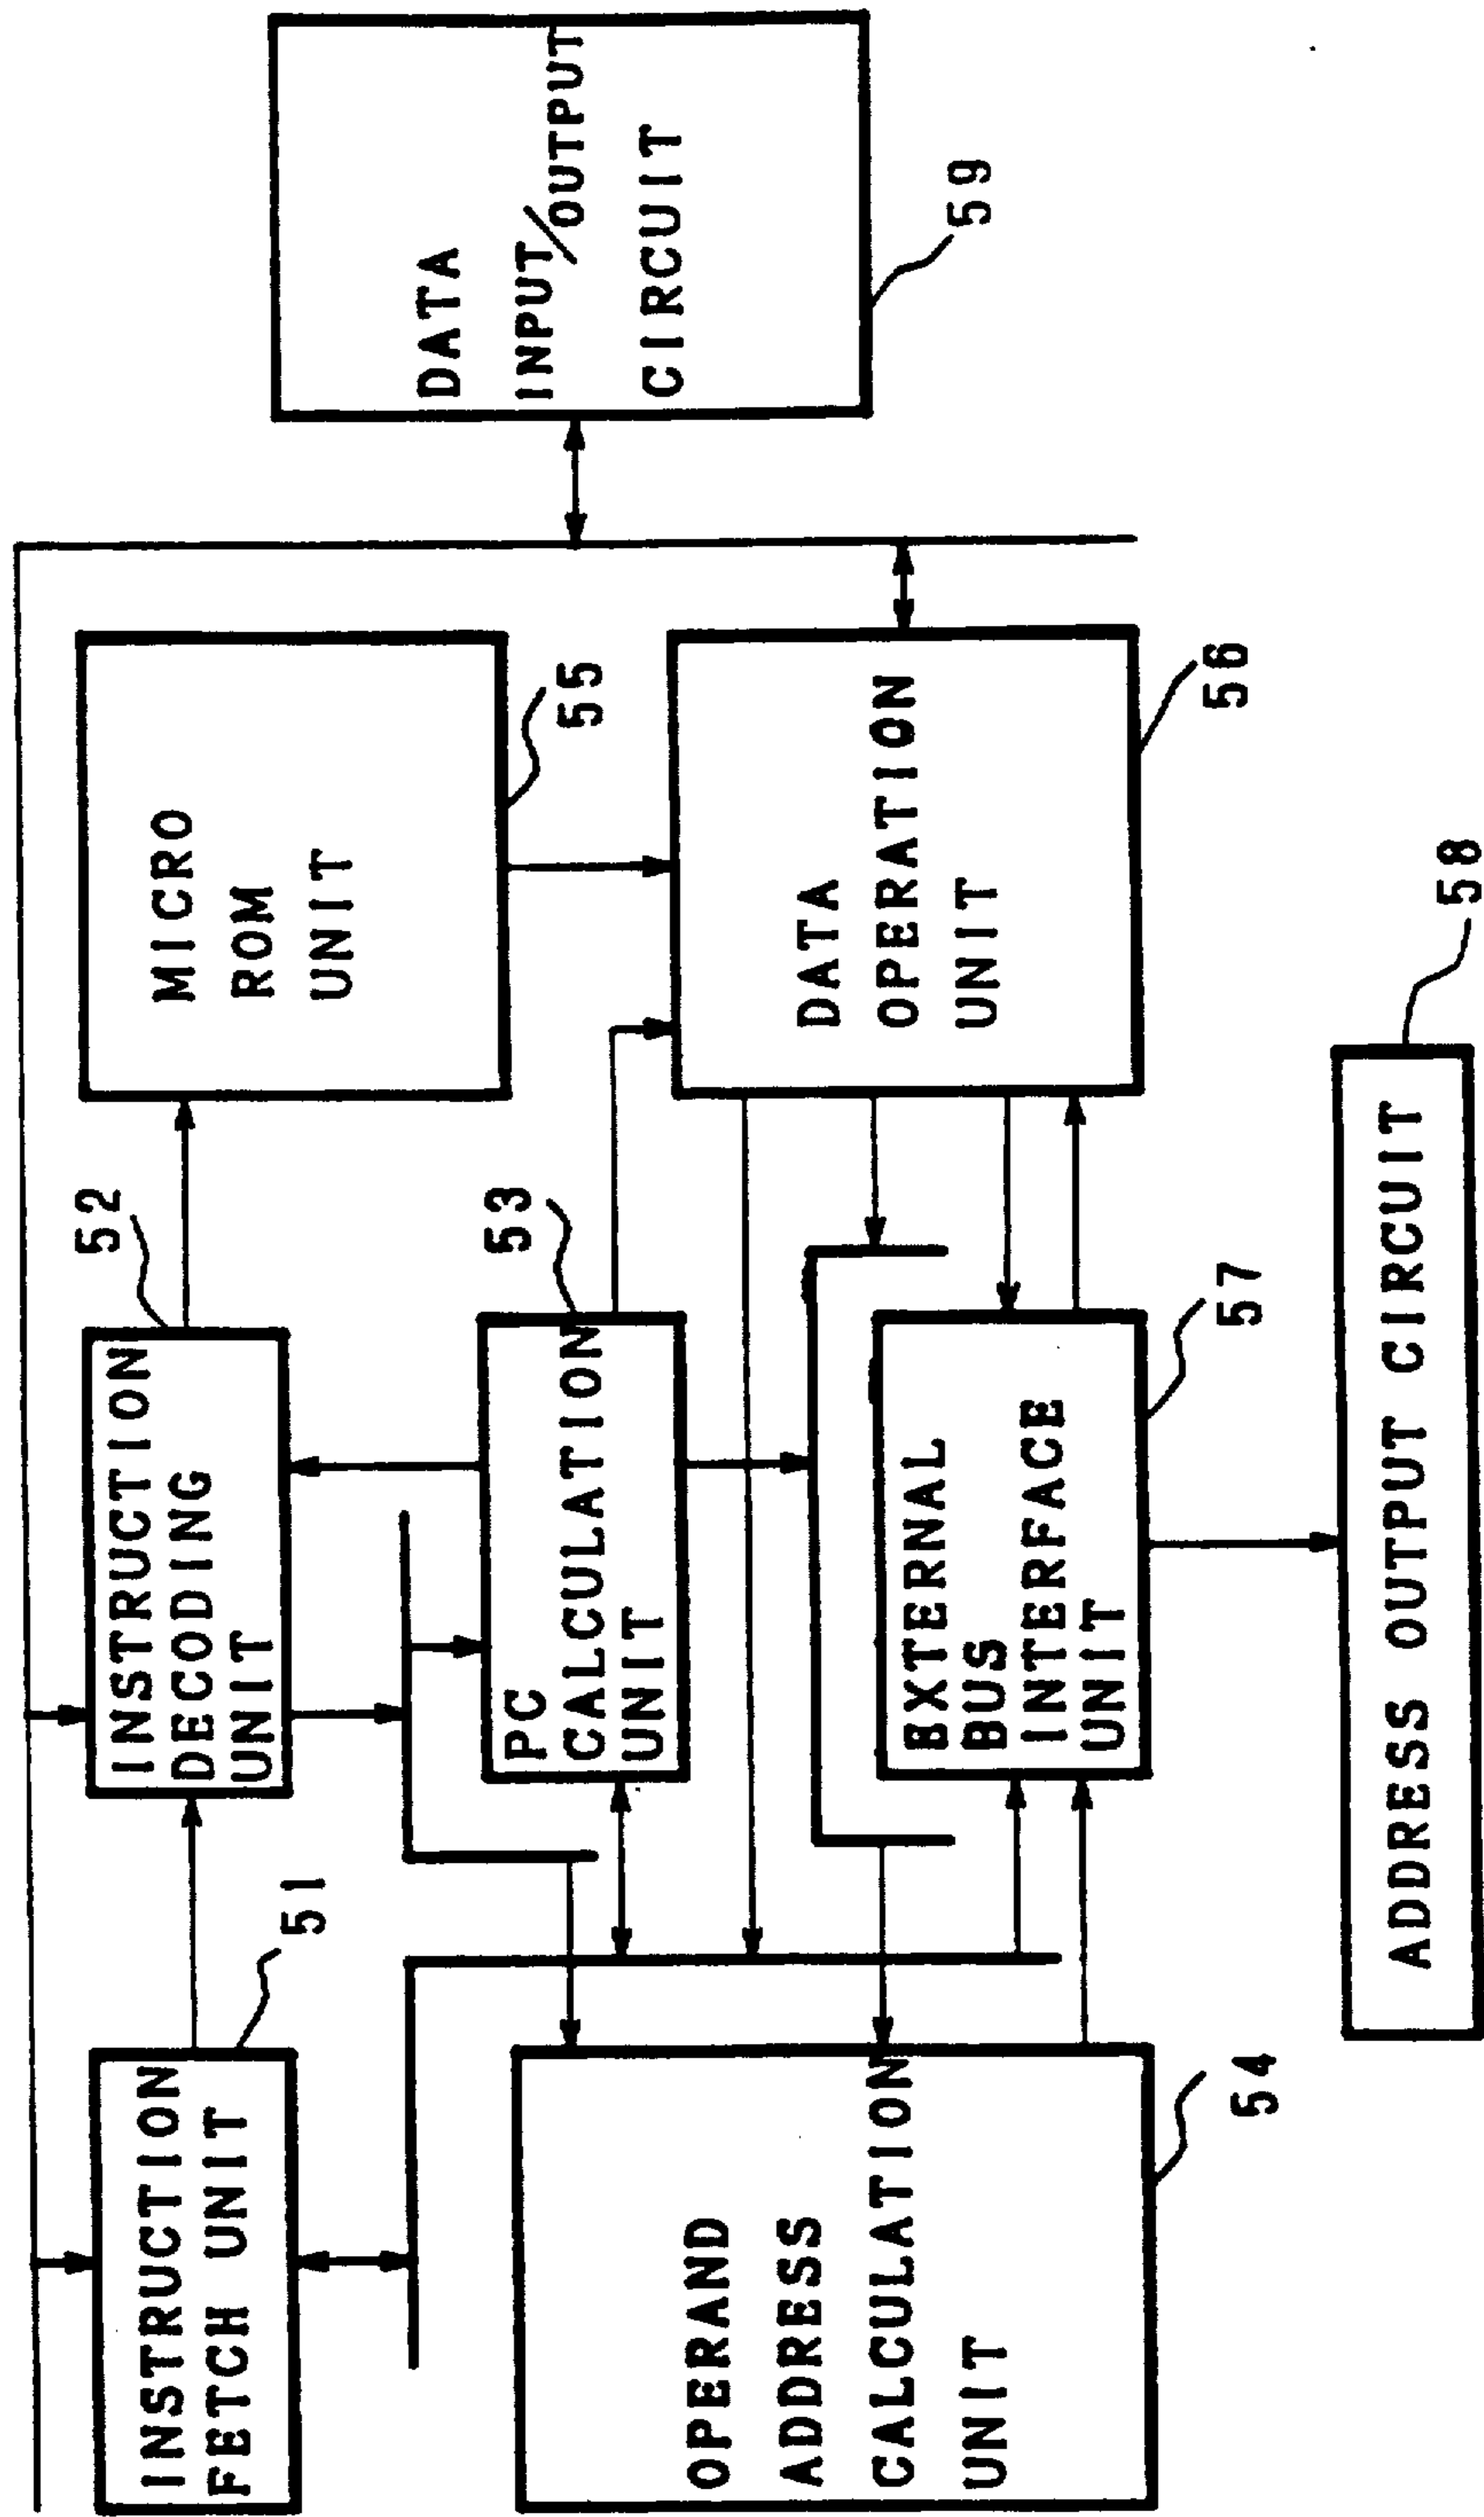 INSTRUCTION
FETCH UNIT
51
INSTRUCTION
DECODING
UNIT
52
MICRO
ROM
UNIT
55
DATA
INPUT/OUTPUT
CIRCUIT
59
PC
CALCULATION
UNIT
53
OPERAND
ADDRESS
CALCULATION
UNIT
54
BXTERNAL
BUS
INTERFACE
UNIT
57
DATA
OPERATION
UNIT
56
ADDRESS OUTPUT CIRCUIT
58